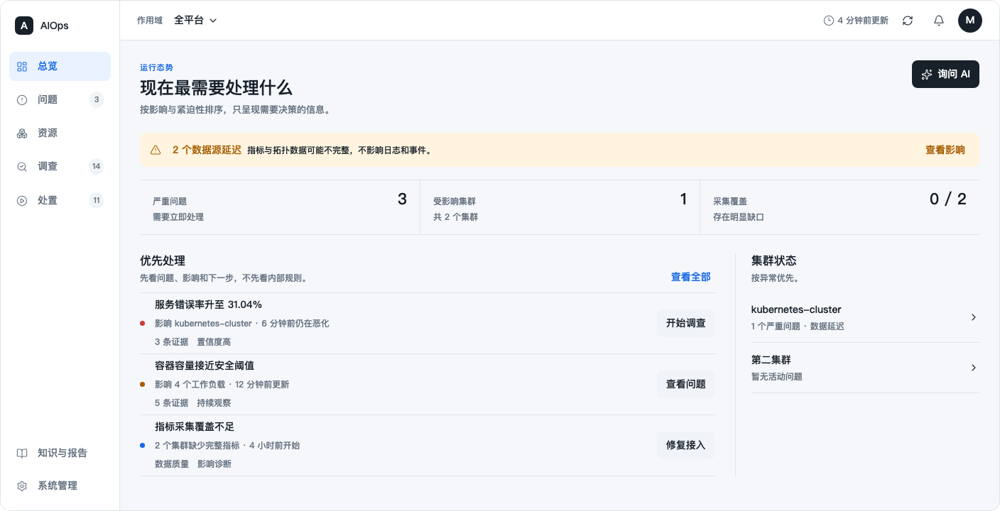 A AIOps
总览
问题 3
资源
调查 14
处置 11
知识与报告
系统管理
作用域 全平台
4 分钟前更新
M
运行态势
现在最需要处理什么
按影响与紧迫性排序，只呈现需要决策的信息。
询问 AI
2 个数据源延迟 指标与拓扑数据可能不完整，不影响日志和事件。
查看影响
严重问题 3
需要立即处理
受影响集群 1
共 2 个集群
采集覆盖 0 / 2
存在明显缺口
优先处理
先看问题、影响和下一步，不先看内部规则。
查看全部
服务错误率升至 31.04%
影响 kubernetes-cluster · 6 分钟前仍在恶化
3 条证据 置信度高
开始调查
容器容量接近安全阈值
影响 4 个工作负载 · 12 分钟前更新
5 条证据 持续观察
查看问题
指标采集覆盖不足
2 个集群缺少完整指标 · 4 小时前开始
数据质量 影响诊断
修复接入
集群状态
按异常优先。
kubernetes-cluster
1 个严重问题 · 数据延迟
第二集群
暂无活动问题